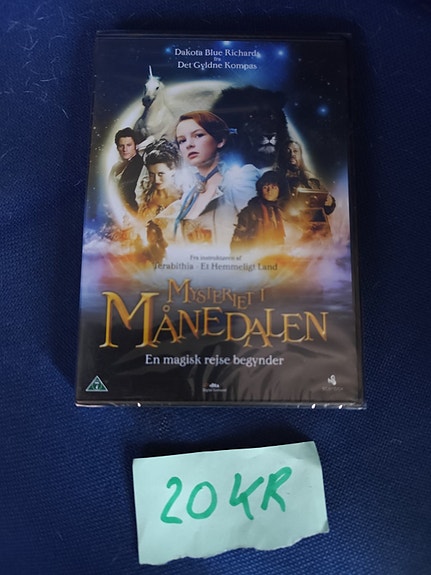 Dakota Blue Richards
fra
Det Gyldne Kompas
Fra instruktøren af
Terabithia Et Hemmeligt Land
MYSTERIET I
MÅNEDALEN
En magisk rejse begynder
20 KR